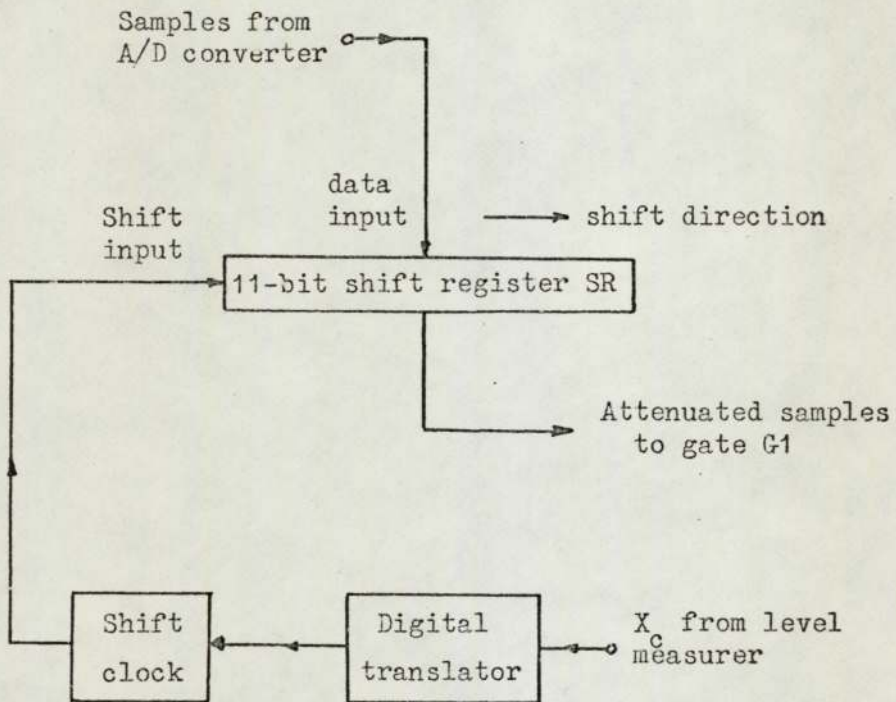 Samples from
A/D converter
data
input
Shift
input
shift direction
11-bit shift register SR
Attenuated samples
to gate G1
Shift
clock
Digital
translator
X_c from level
measurer